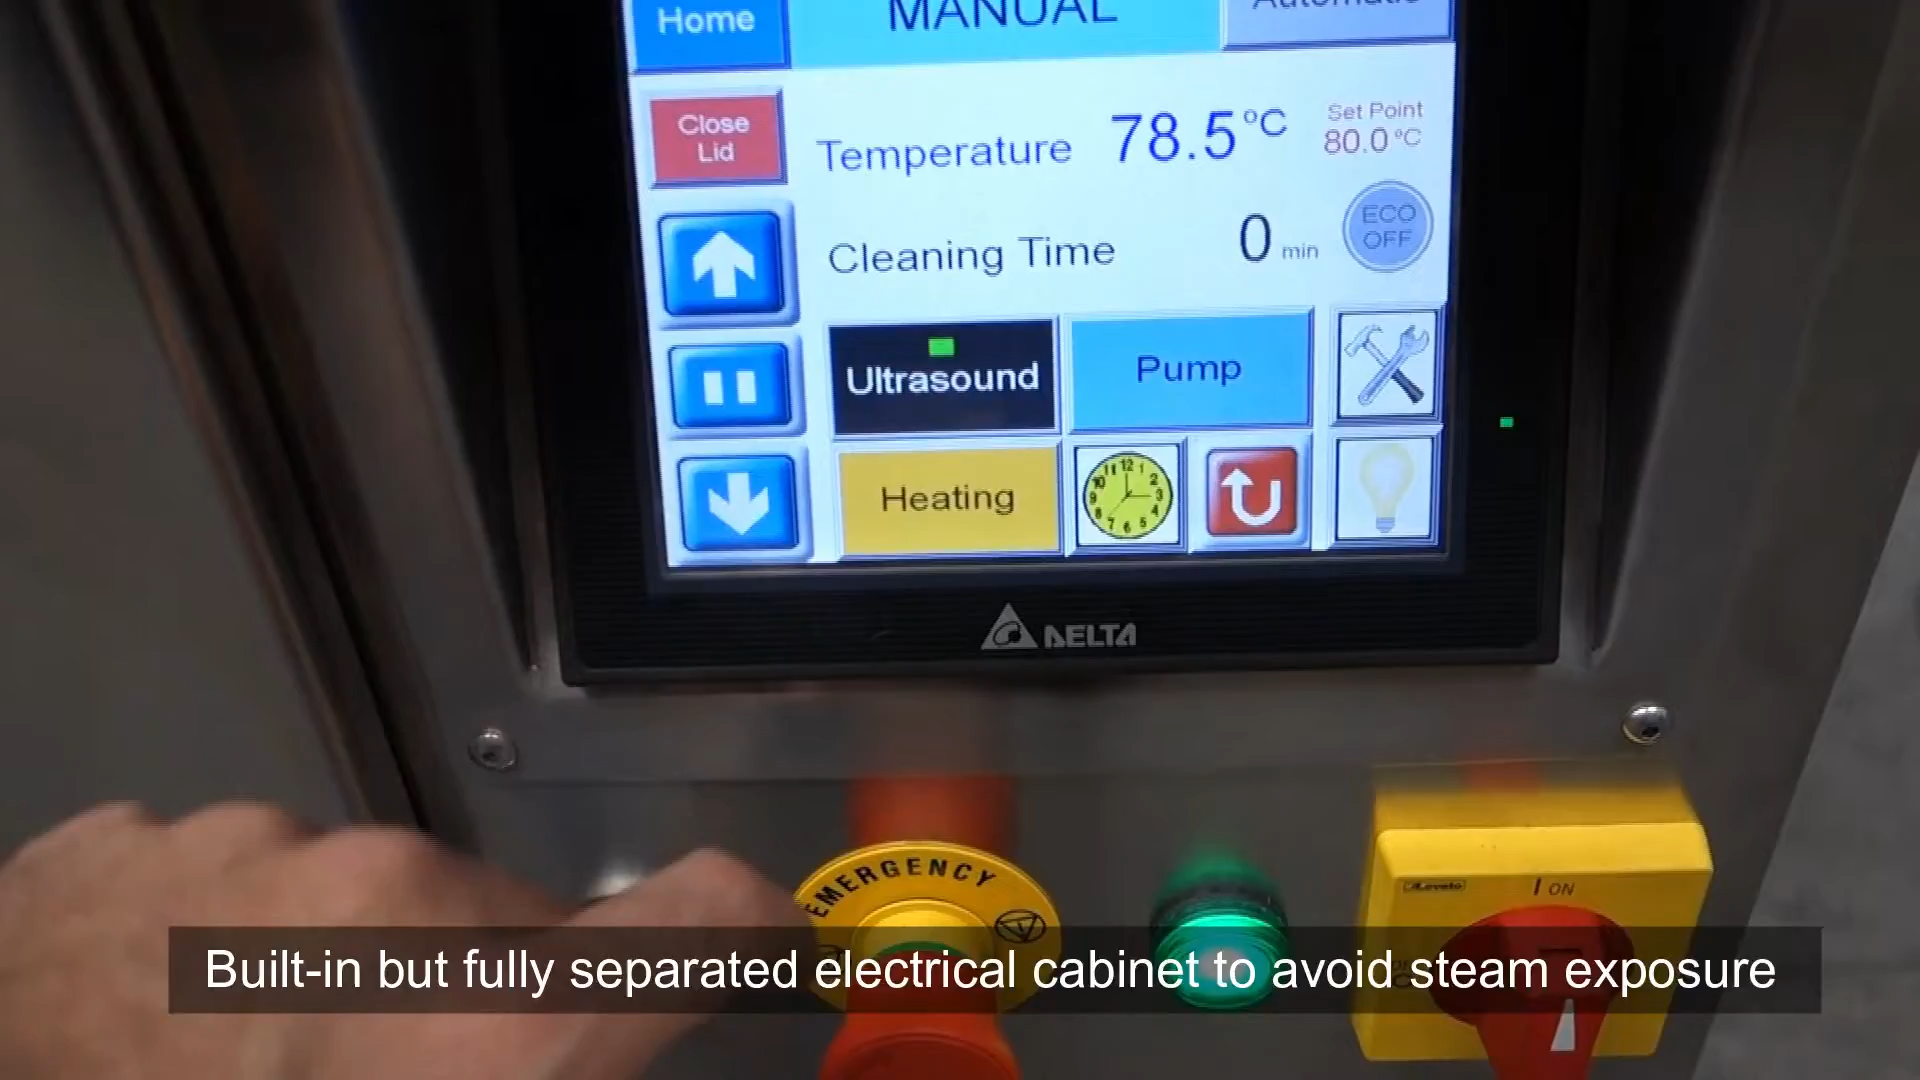 Home
MANUAL
Automatic
Close
Lid
Temperature 78.5°C
Set Point
80.0°C
Cleaning Time 0 min
ECO
OFF
Ultrasound
Pump
Heating
DELTA
EMERGENCY
I ON
Built-in but fully separated electrical cabinet to avoid steam exposure